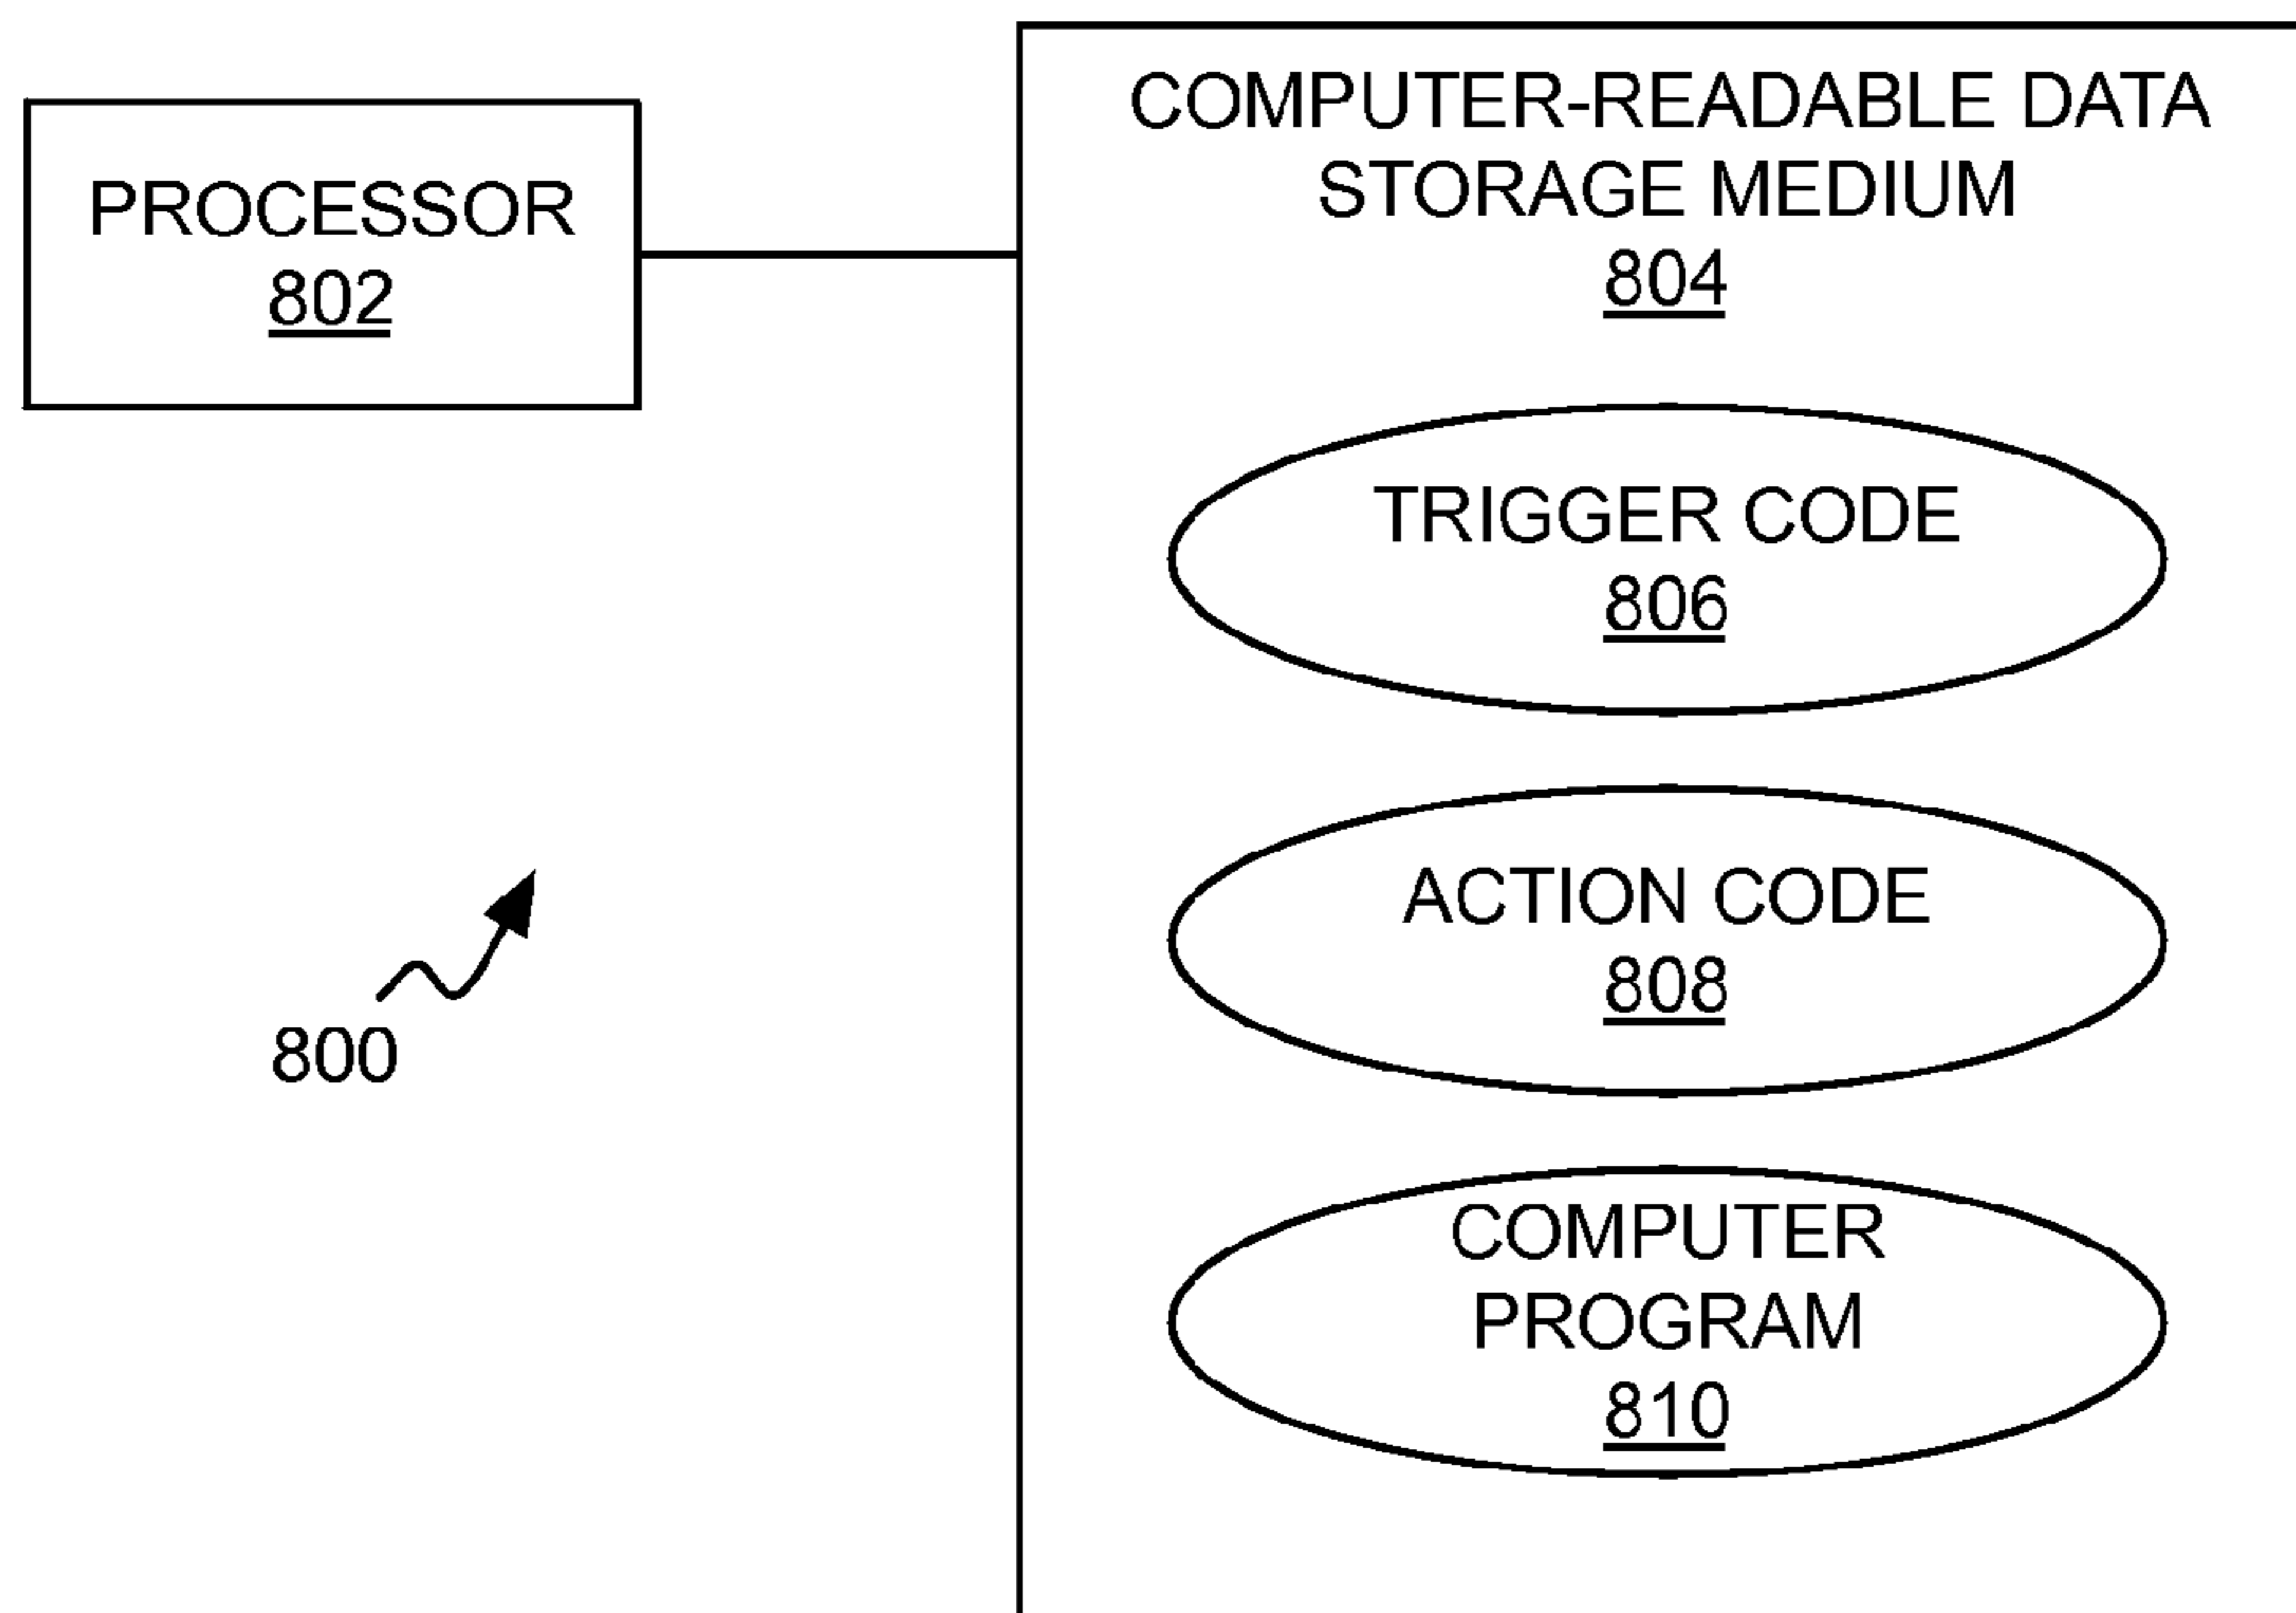 PROCESSOR
802
COMPUTER-READABLE DATA
STORAGE MEDIUM
804
TRIGGER CODE
806
ACTION CODE
808
800
COMPUTER
PROGRAM
810